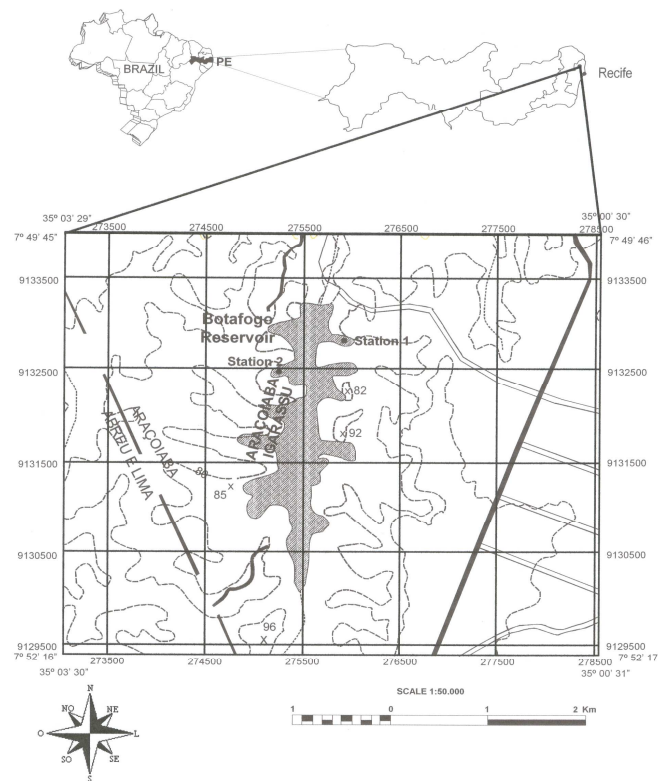 BRAZIL
PE
Recife
35º 03' 29"
35º 00' 30"
273500 274500 275500 276500 277500 278500
7º 49' 45"
7º 49' 46"
9133500 9133500
Botafogo
Reservoir
Station 1
Station 2
9132500 9132500
82
ARAÇOIABA
IGARASSU
92
ARAÇOIABA
ABREU E LIMA
80
9131500 9131500
85
9130500 9130500
96
9129500 9129500
7º 52' 16"
7º 52' 17"
273500 274500 275500 276500 277500 278500
35º 03' 30"
35º 00' 31"
N
NO NE
O L
SO SE
S
SCALE 1:50.000
1 0 1 2 Km